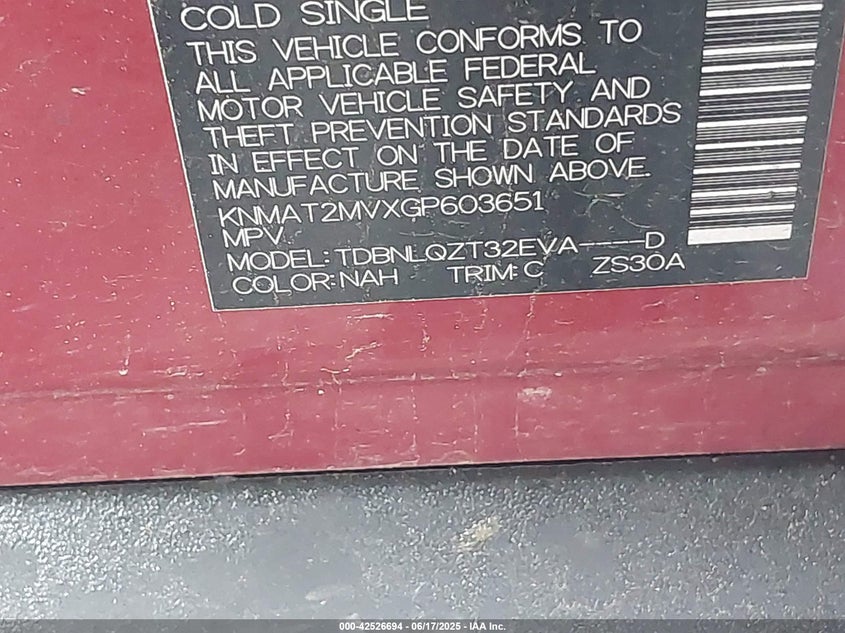 COLD SINGLE
THIS VEHICLE CONFORMS TO
ALL APPLICABLE FEDERAL
MOTOR VEHICLE SAFETY AND
THEFT PREVENTION STANDARDS
IN EFFECT ON THE DATE OF
MANUFACTURE SHOWN ABOVE.
KNMAT2MVXGP603651
MPV
MODEL:TDBNLQZT32EVA----D
COLOR:NAH TRIM:C ZS30A
000-42526694 - 06/17/2025 - IAA Inc.